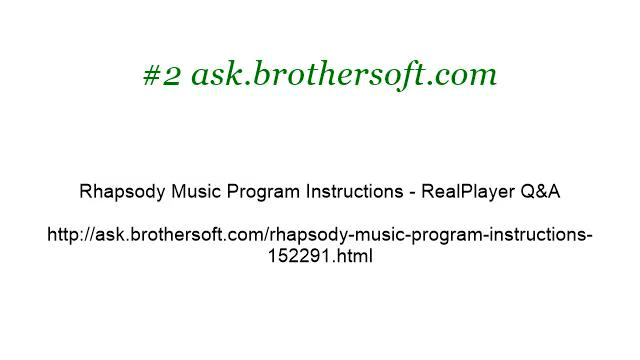 #2 ask.brothersoft.com
Rhapsody Music Program Instructions - RealPlayer Q&A
http://ask.brothersoft.com/rhapsody-music-program-instructions-
152291.html